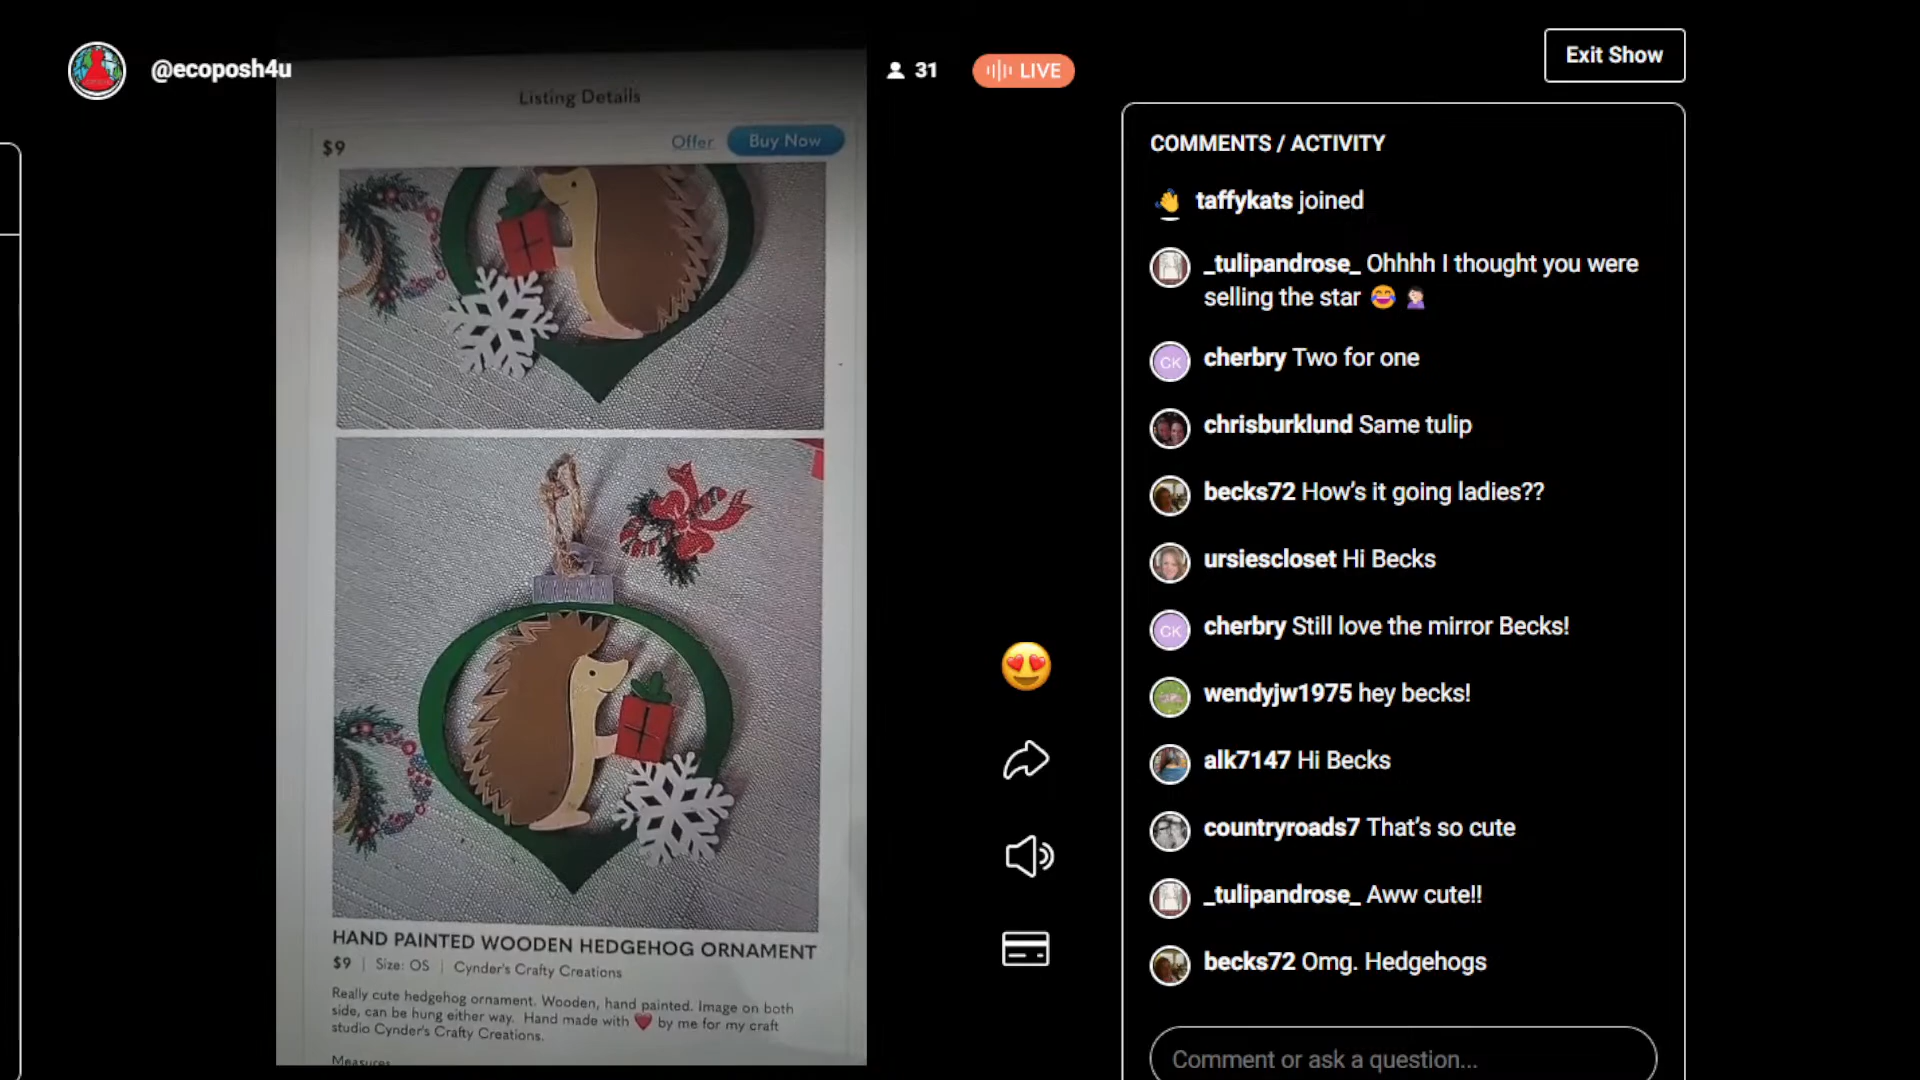 @ecoposh4u
31
LIVE
Exit Show
Listing Details
$9
Offer
Buy Now
HAND PAINTED WOODEN HEDGEHOG ORNAMENT
$9 | Size: OS | Cynder's Crafty Creations
Really cute hedgehog ornament. Wooden, hand painted. Image on both
side, can be hung either way. Hand made with ❤️ by me for my craft
studio Cynder's Crafty Creations.
Measures
COMMENTS / ACTIVITY
👋 taffykats joined
_tulipandrose_ Ohhhh I thought you were
selling the star 😂 🤦🏻‍♀️
CK
cherbry Two for one
chrisburklund Same tulip
becks72 How's it going ladies??
ursiescloset Hi Becks
CK
cherbry Still love the mirror Becks!
wendyjw1975 hey becks!
alk7147 Hi Becks
countryroads7 That's so cute
_tulipandrose_ Aww cute!!
becks72 Omg. Hedgehogs
Comment or ask a question...